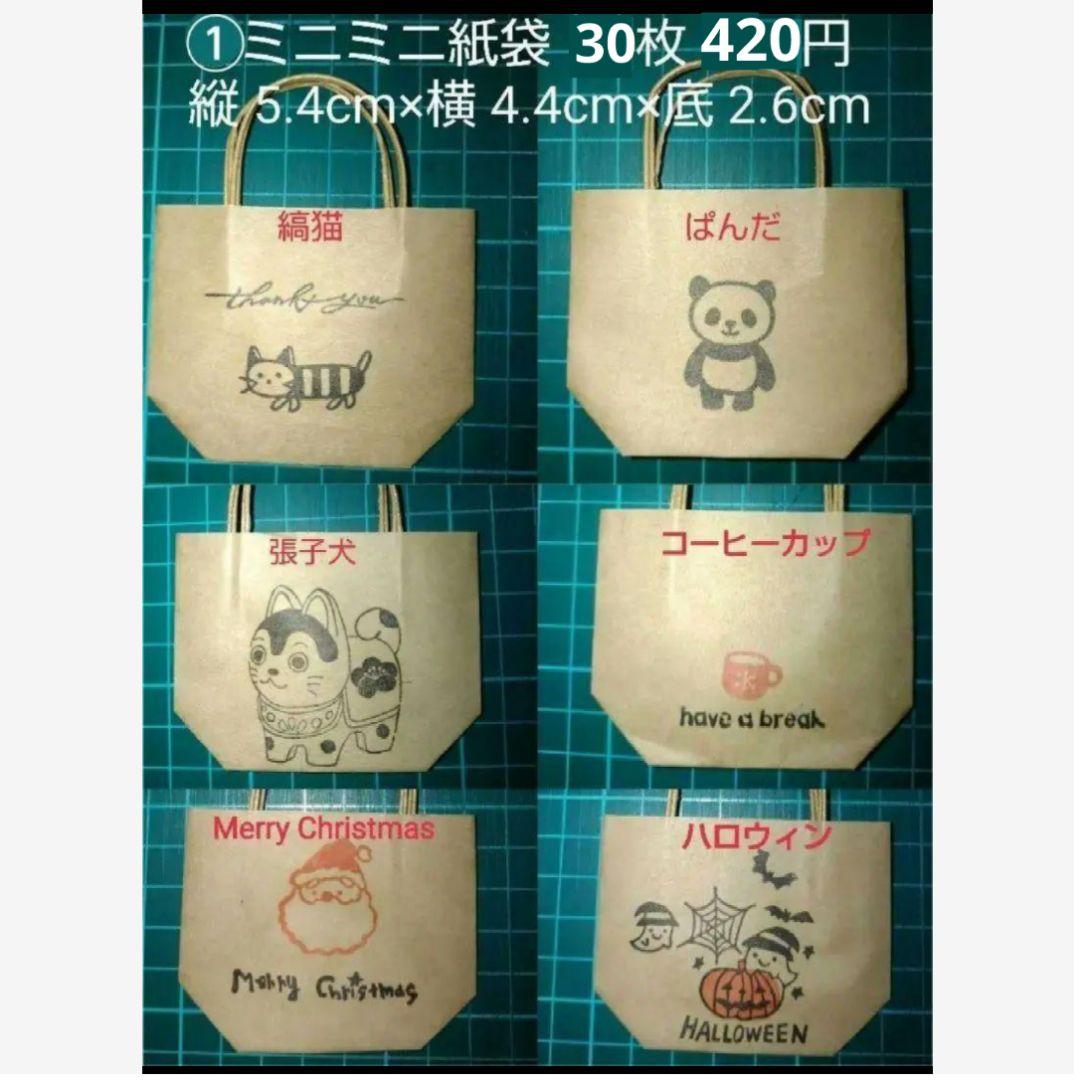 ①ミニミニ紙袋 30枚 420円
縦 5.4cm×横 4.4cm×底 2.6cm
縞猫
thank you
ぱんだ
張子犬
コーヒーカップ
have a break
Merry Christmas
Merry Christmas
ハロウィン
HALLOWEEN